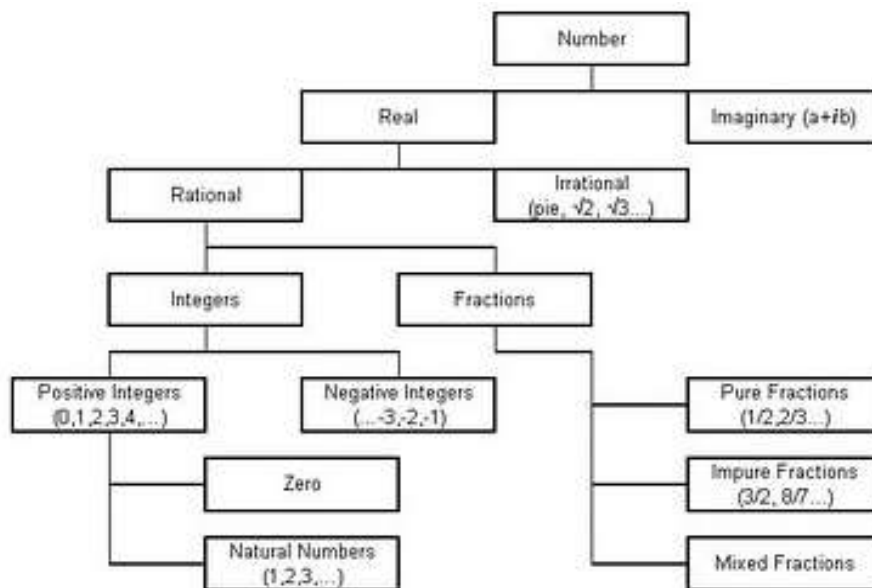 Number
Real
Imaginary (a+ib)
Rational
Irrational
(pie, √2, √3...)
Integers
Fractions
Positive Integers
(0,1,2,3,4,...)
Negative Integers
(...-3,-2,-1)
Pure Fractions
(1/2,2/3...)
Zero
Impure Fractions
(3/2, 8/7...)
Natural Numbers
(1,2,3,...)
Mixed Fractions